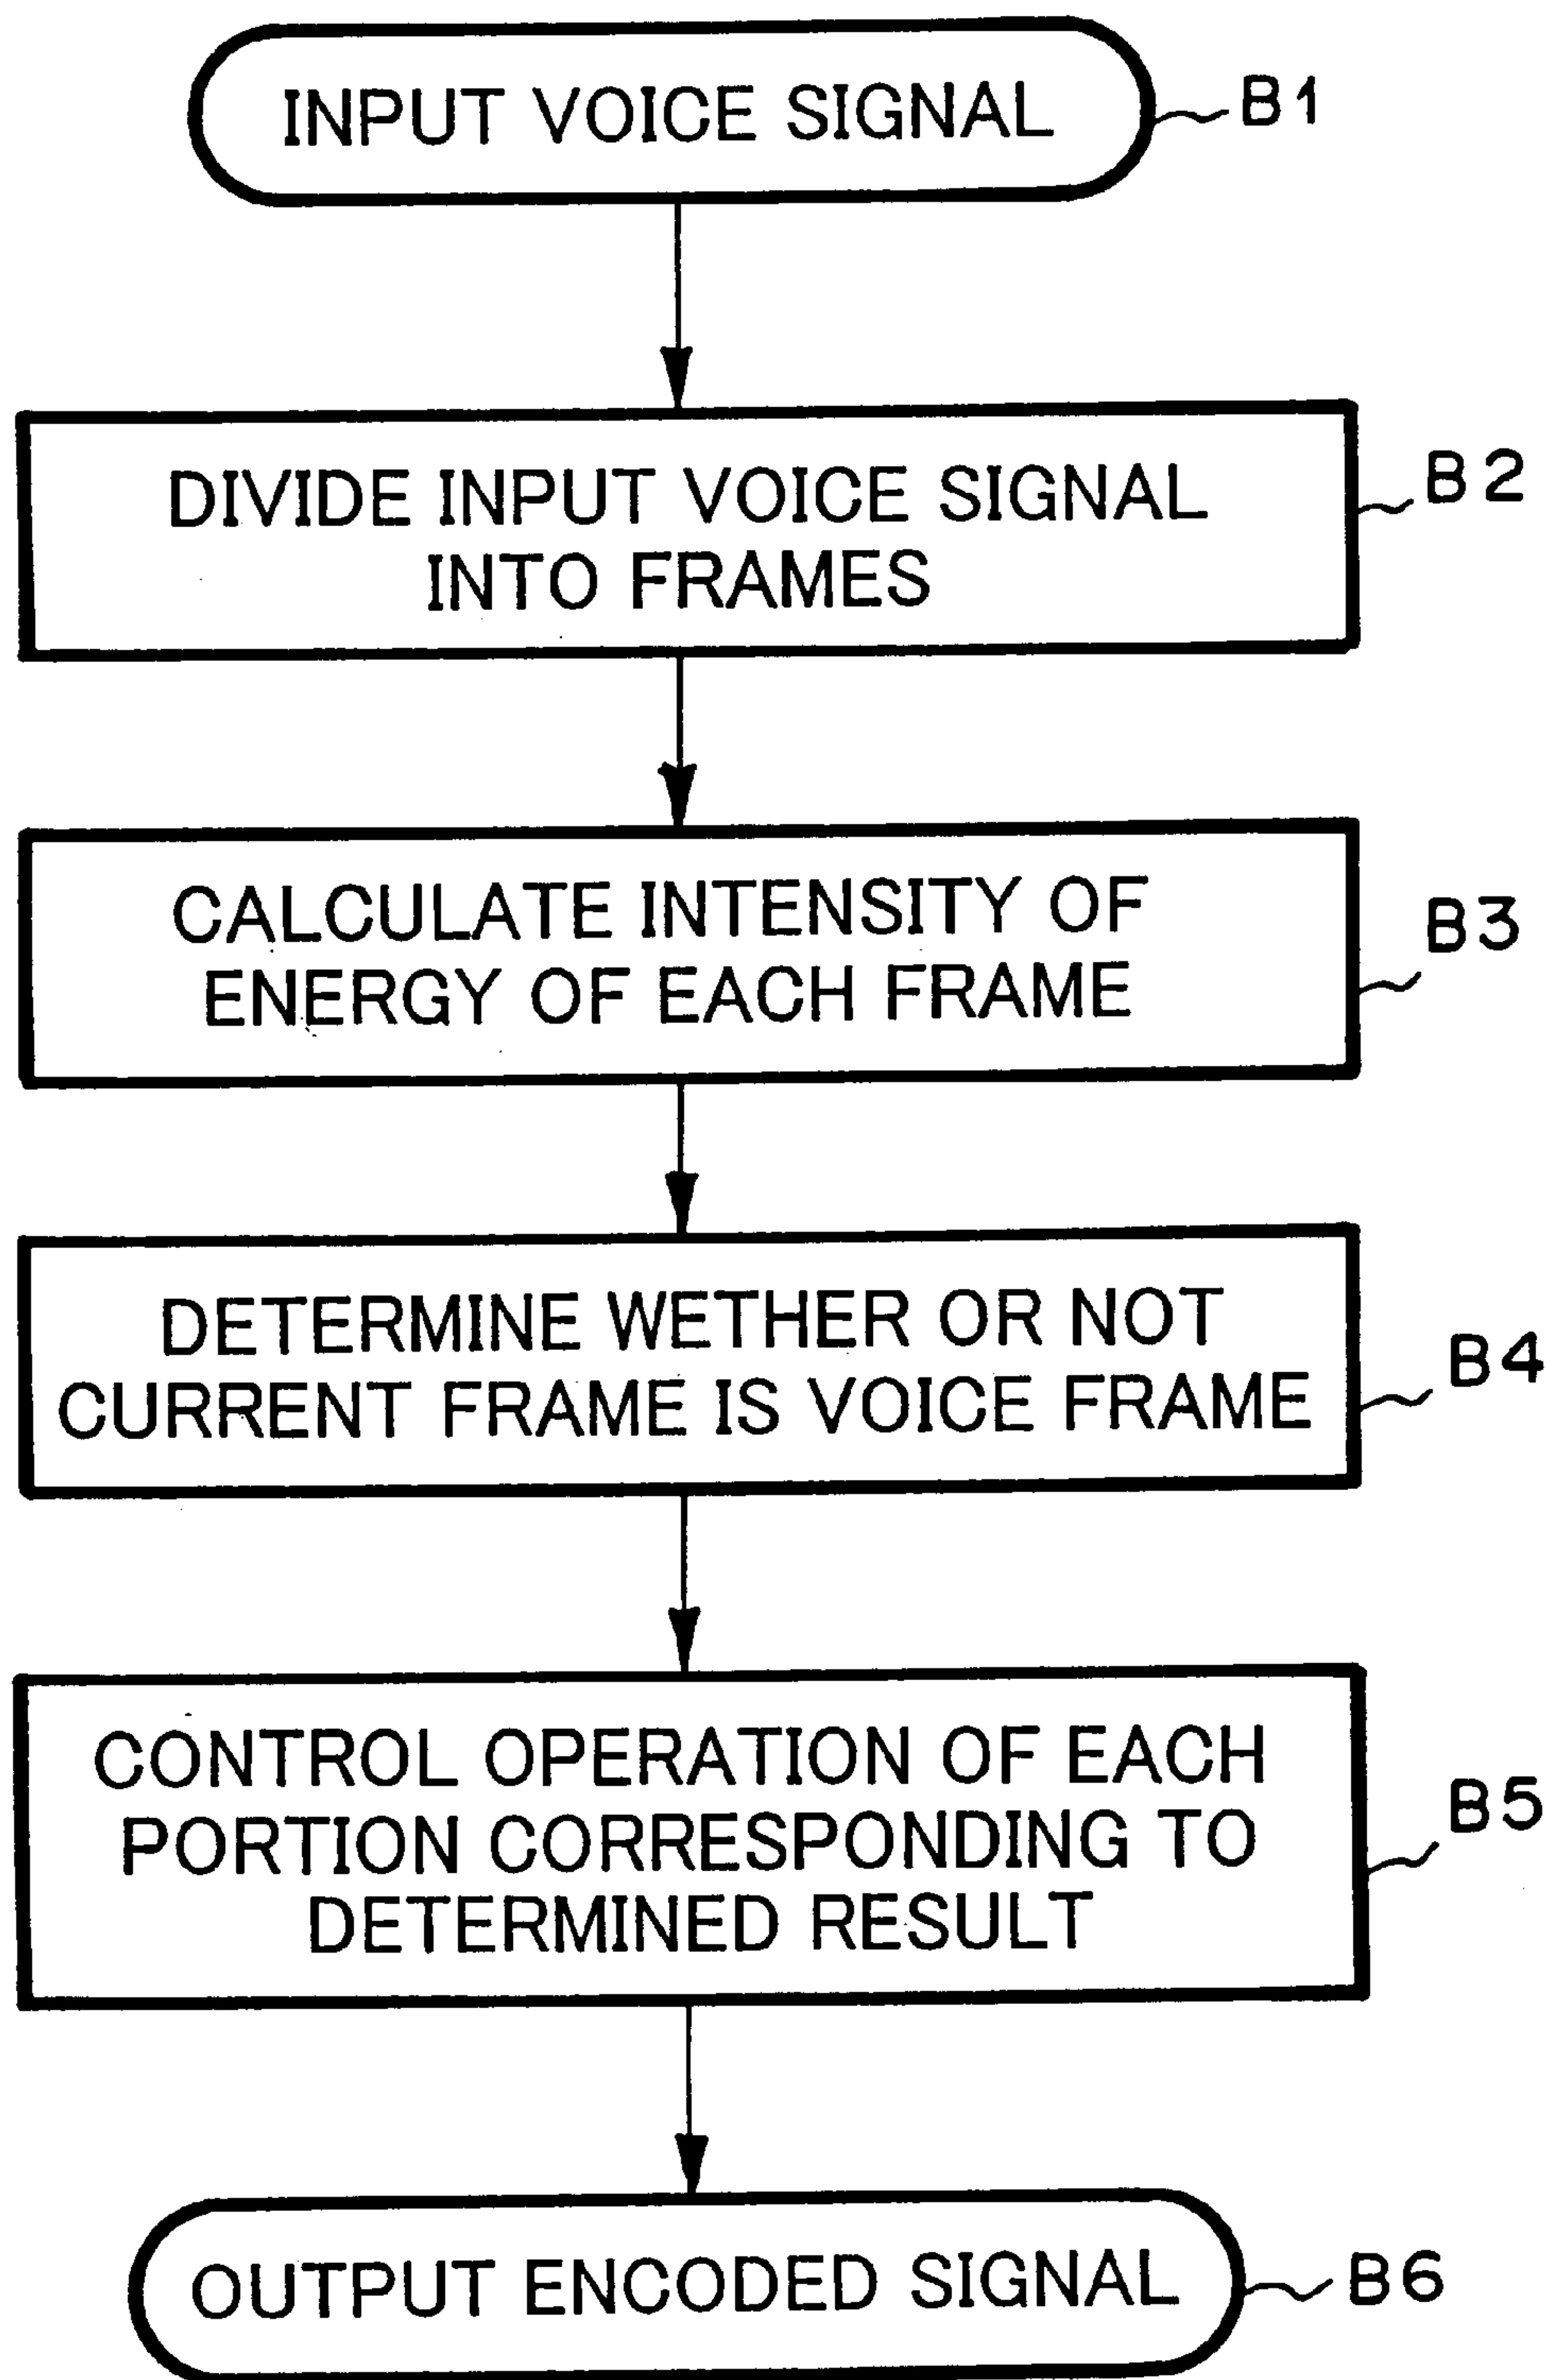 INPUT VOICE SIGNAL
B1
DIVIDE INPUT VOICE SIGNAL
INTO FRAMES
B2
CALCULATE INTENSITY OF
ENERGY OF EACH FRAME
B3
DETERMINE WETHER OR NOT
CURRENT FRAME IS VOICE FRAME
B4
CONTROL OPERATION OF EACH
PORTION CORRESPONDING TO
DETERMINED RESULT
B5
OUTPUT ENCODED SIGNAL
B6